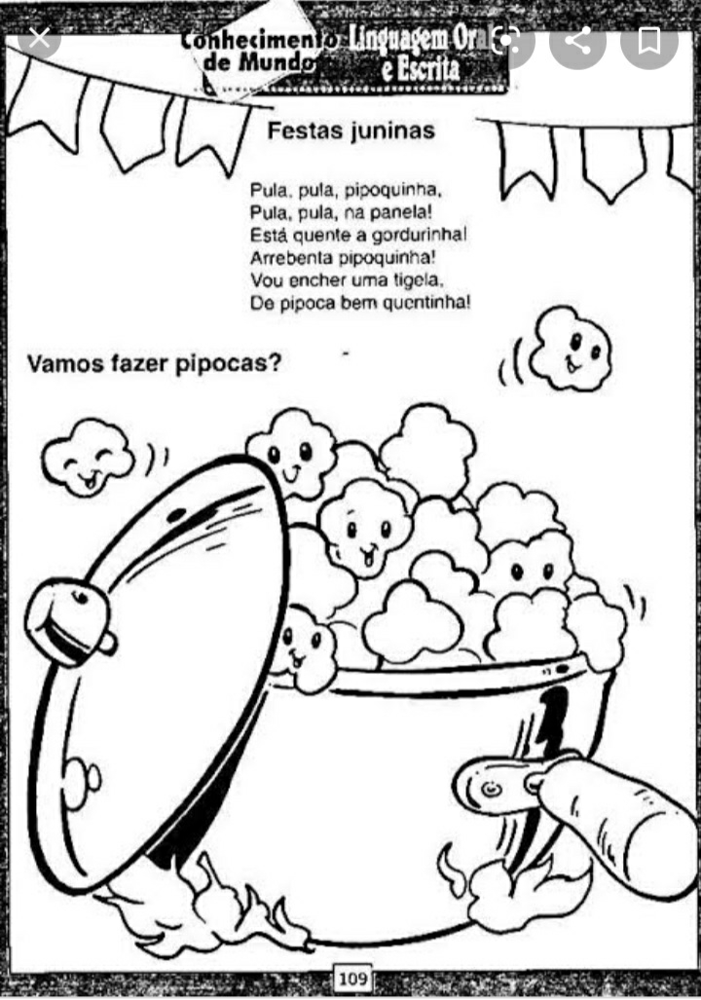 Conhecimento
de Mundo
Linguagem Oral
e Escrita
Festas juninas
Pula, pula, pipoquinha,
Pula, pula, na panela!
Está quente a gordurinha!
Arrebenta pipoquinha!
Vou encher uma tigela,
De pipoca bem quentinha!
Vamos fazer pipocas?
109